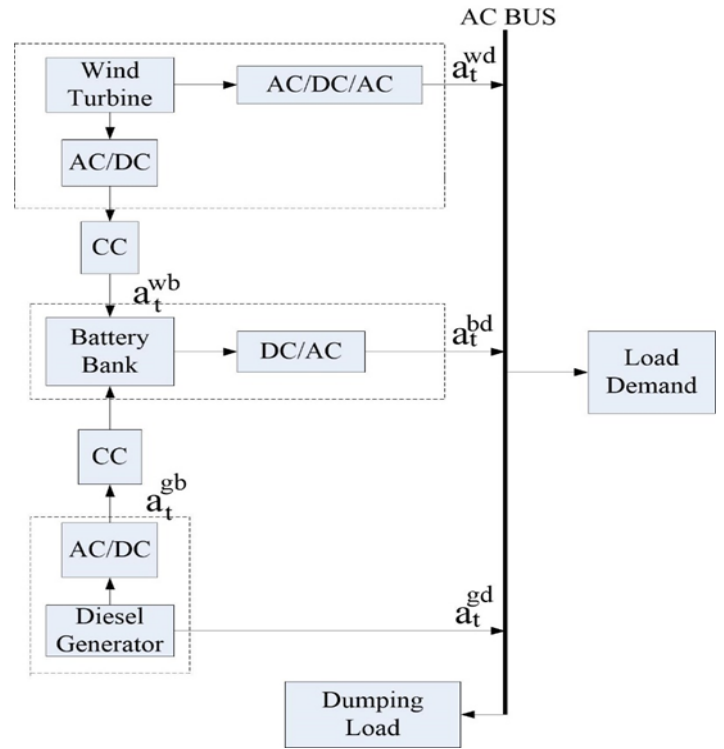 AC BUS
Wind
Turbine
AC/DC/AC
a_t^{wd}
AC/DC
CC
a_t^{wb}
Battery
Bank
DC/AC
a_t^{bd}
Load
Demand
CC
a_t^{gb}
AC/DC
Diesel
Generator
a_t^{gd}
Dumping
Load